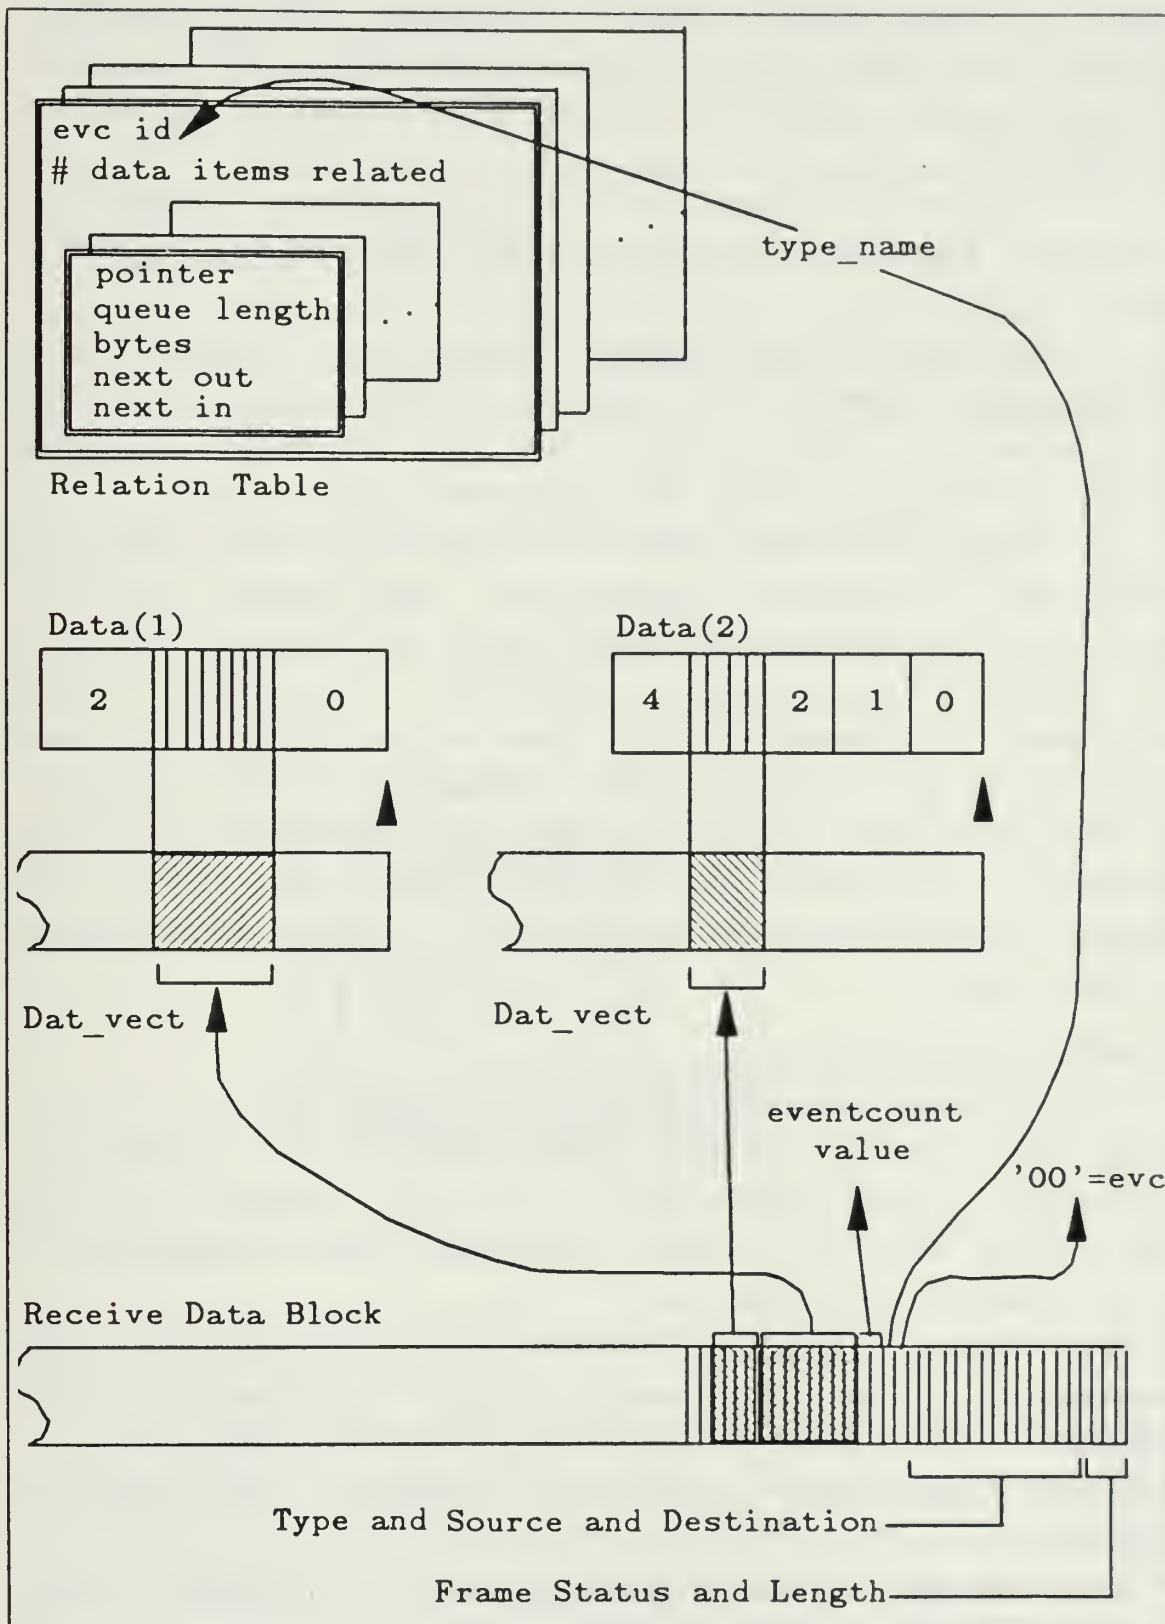 evc id
# data items related
pointer
queue length
bytes
next out
next in
Relation Table
type_name
Data(1)
2 0
Data(2)
4 2 1 0
Dat_vect
Dat_vect
eventcount
value
'00'=evc
Receive Data Block
Type and Source and Destination
Frame Status and Length